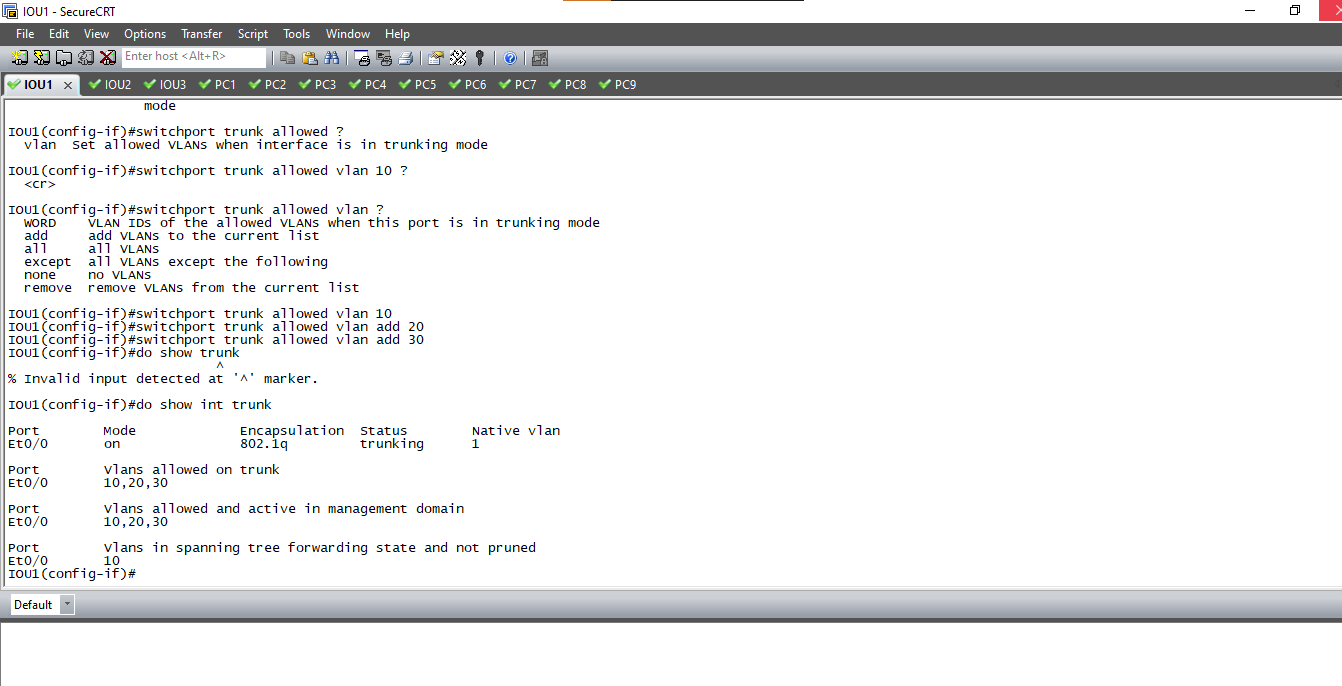 IOU1 - SecureCRT
File Edit View Options Transfer Script Tools Window Help
Enter host <Alt+R>
IOU1 IOU2 IOU3 PC1 PC2 PC3 PC4 PC5 PC6 PC7 PC8 PC9
mode
IOU1(config-if)#switchport trunk allowed ?
vlan Set allowed VLANs when interface is in trunking mode
IOU1(config-if)#switchport trunk allowed vlan 10 ?
<cr>
IOU1(config-if)#switchport trunk allowed vlan ?
WORD VLAN IDs of the allowed VLANs when this port is in trunking mode
add add VLANs to the current list
all all VLANs
except all VLANs except the following
none no VLANs
remove remove VLANs from the current list
IOU1(config-if)#switchport trunk allowed vlan 10
IOU1(config-if)#switchport trunk allowed vlan add 20
IOU1(config-if)#switchport trunk allowed vlan add 30
IOU1(config-if)#do show trunk
^
% Invalid input detected at '^' marker.
IOU1(config-if)#do show int trunk
Port Mode Encapsulation Status Native vlan
Et0/0 on 802.1q trunking 1
Port Vlans allowed on trunk
Et0/0 10,20,30
Port Vlans allowed and active in management domain
Et0/0 10,20,30
Port Vlans in spanning tree forwarding state and not pruned
Et0/0 10
IOU1(config-if)#
Default